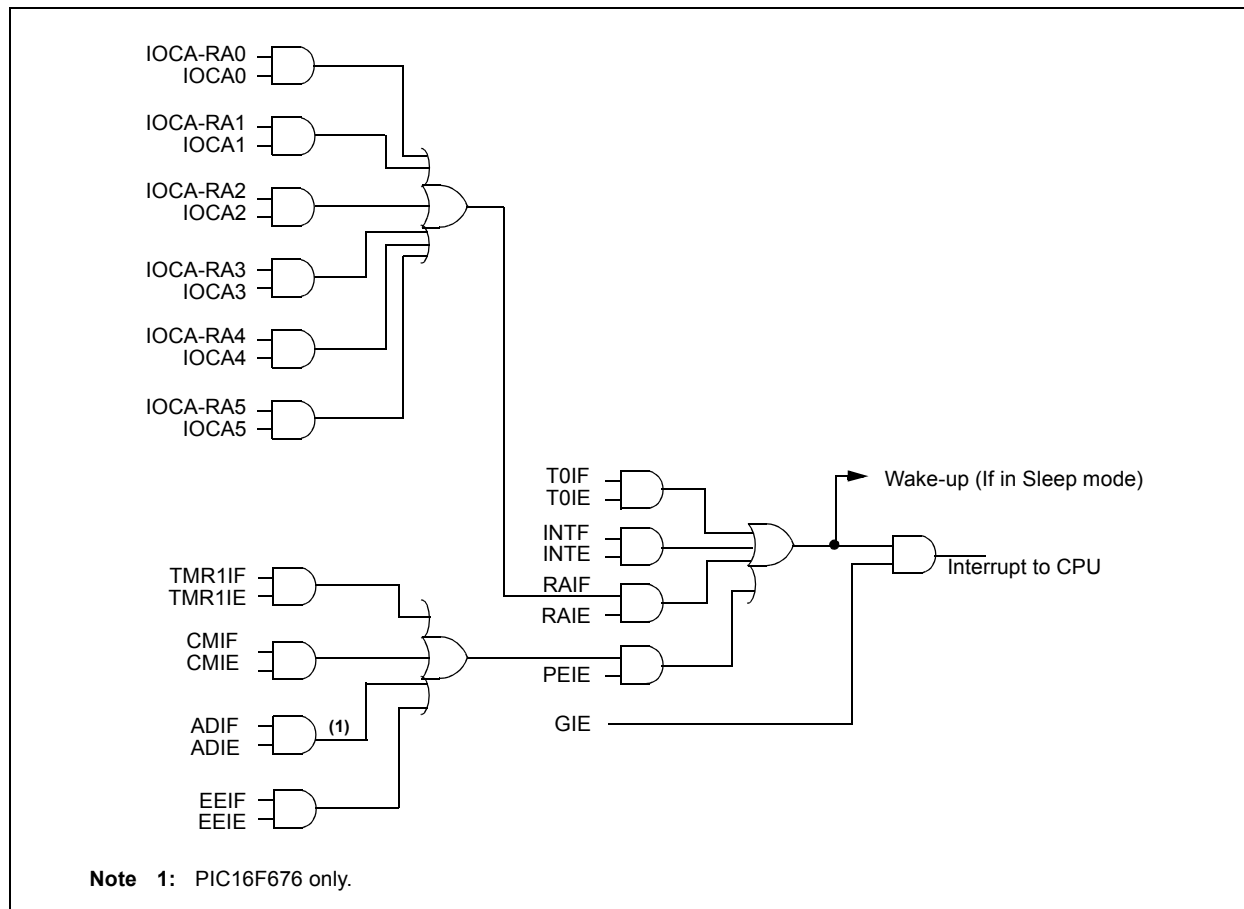 IOCA-RA0
IOCA0
IOCA-RA1
IOCA1
IOCA-RA2
IOCA2
IOCA-RA3
IOCA3
IOCA-RA4
IOCA4
IOCA-RA5
IOCA5
T0IF
T0IE
INTF
INTE
RAIF
RAIE
PEIE
GIE
Wake-up (If in Sleep mode)
Interrupt to CPU
TMR1IF
TMR1IE
CMIF
CMIE
ADIF
ADIE
(1)
EEIF
EEIE
Note 1: PIC16F676 only.